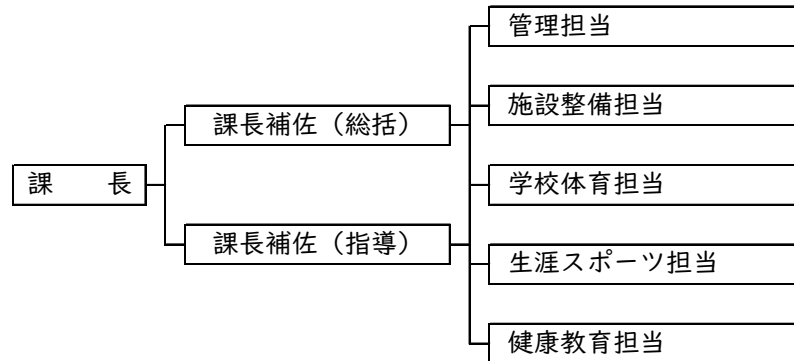 課　　長
課長補佐（総括）
課長補佐（指導）
管理担当
施設整備担当
学校体育担当
生涯スポーツ担当
健康教育担当